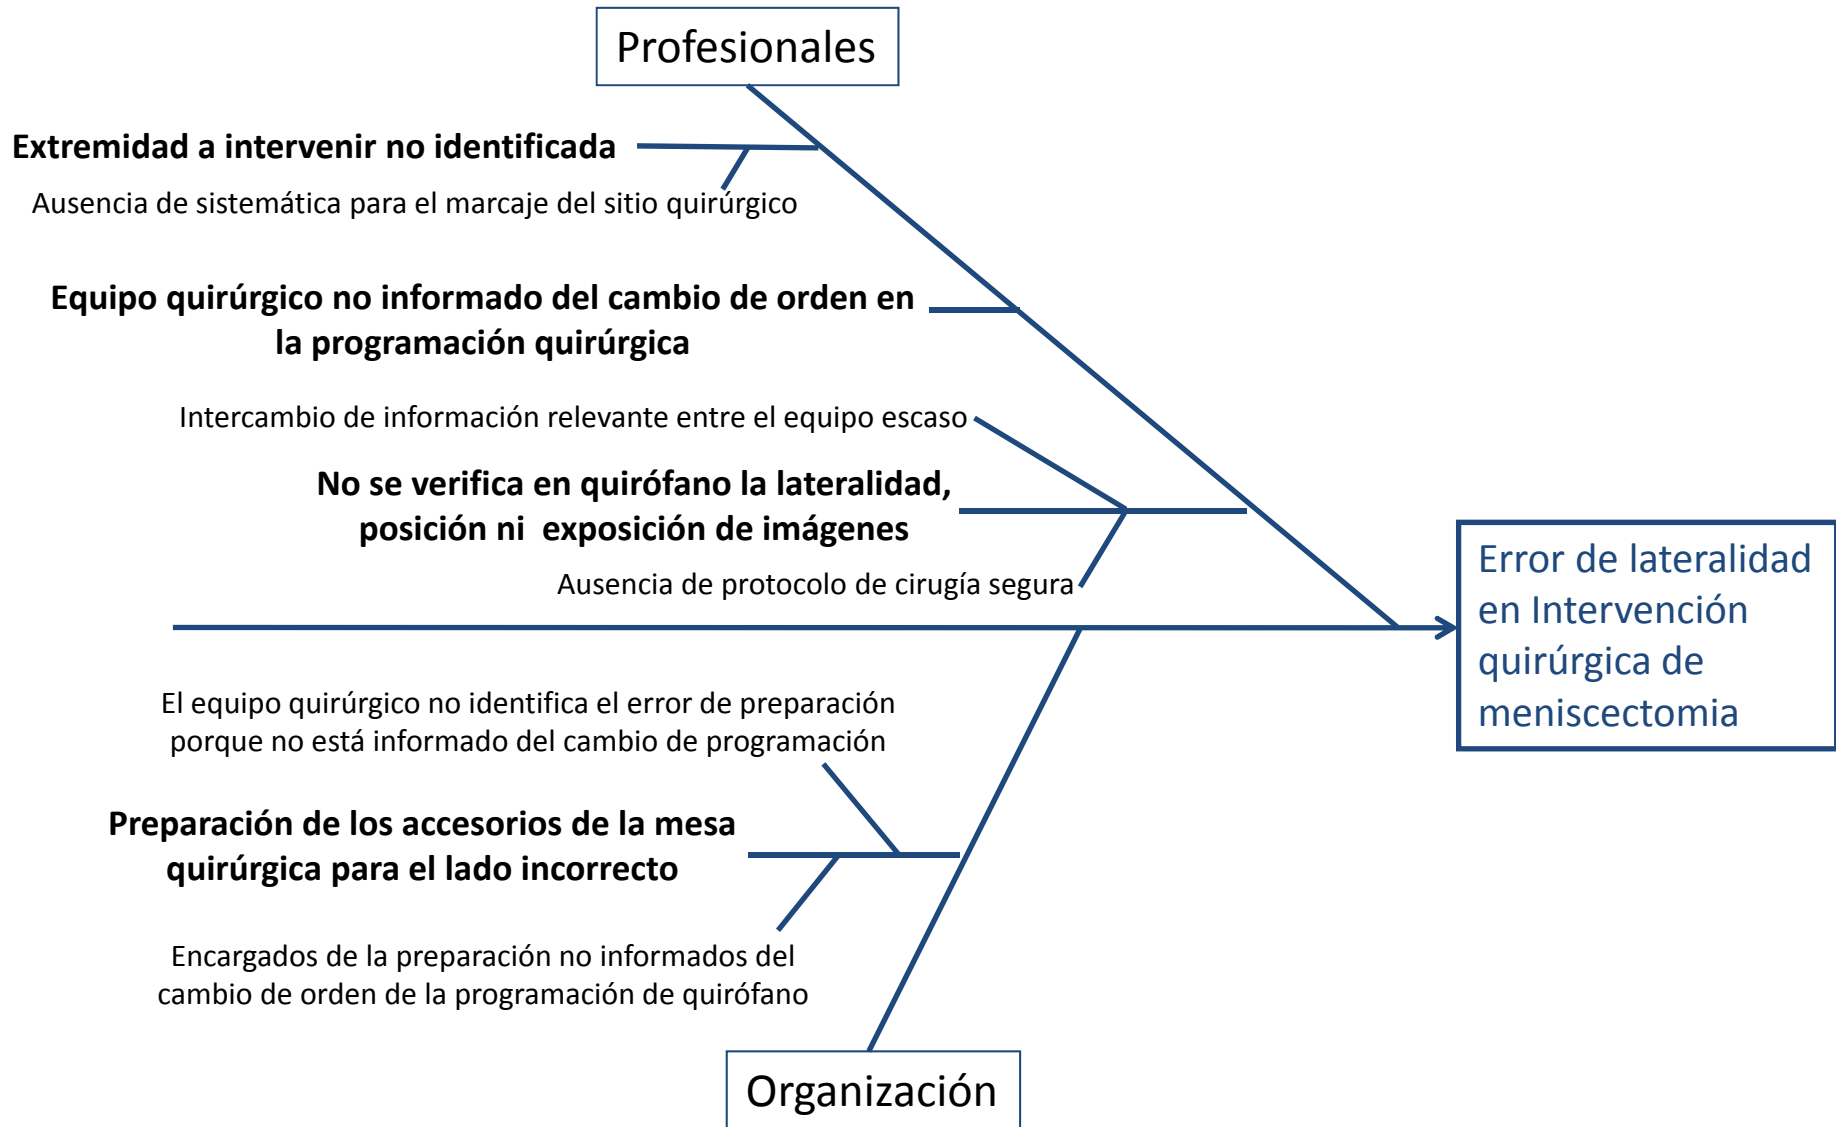 Profesionales
Extremidad a intervenir no identificada
Ausencia de sistemática para el marcaje del sitio quirúrgico
Equipo quirúrgico no informado del cambio de orden en
la programación quirúrgica
Intercambio de información relevante entre el equipo escaso
No se verifica en quirófano la lateralidad,
posición ni  exposición de imágenes
Ausencia de protocolo de cirugía segura
Error de lateralidad
en Intervención
quirúrgica de
meniscectomia
El equipo quirúrgico no identifica el error de preparación
porque no está informado del cambio de programación
Preparación de los accesorios de la mesa
quirúrgica para el lado incorrecto
Encargados de la preparación no informados del
cambio de orden de la programación de quirófano
Organización